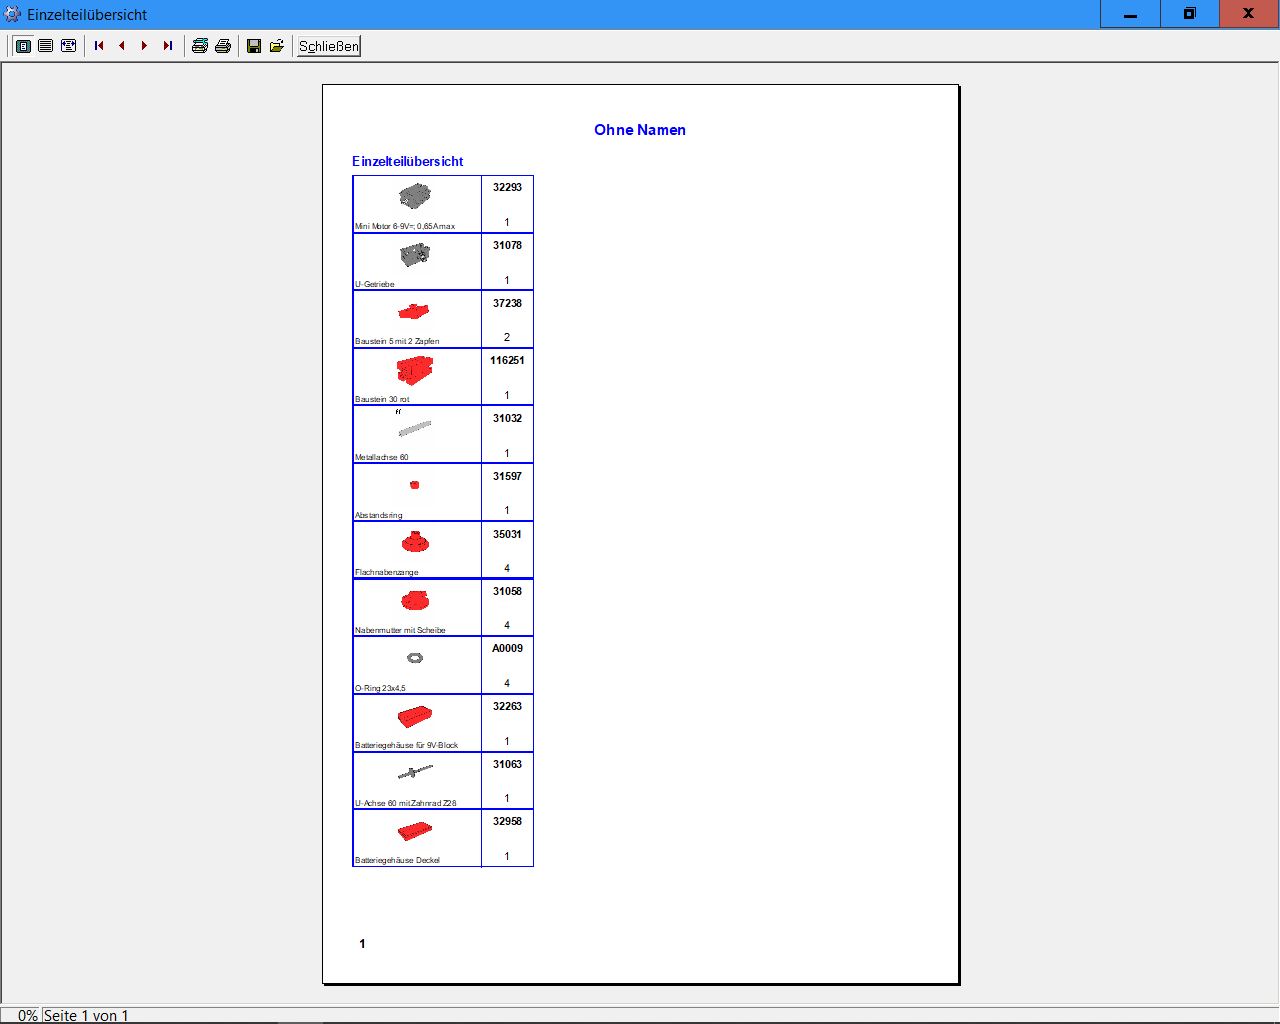 Einzelteilübersicht
Schließen
Ohne Namen
Einzelteilübersicht
32293
1
Mini Motor 6-9V=; 0,65A max
31078
1
U-Getriebe
37238
2
Baustein 5 mit 2 Zapfen
116251
1
Baustein 30 rot
31032
1
Metallachse 60
31597
1
Abstandsring
35031
4
Flachnabenzange
31058
4
Nabenmutter mit Scheibe
A0009
4
O-Ring 23x4,5
32263
1
Batteriegehäuse für 9V-Block
31063
1
U-Achse 60 mit Zahnrad Z28
32958
1
Batteriegehäuse Deckel
1
0% Seite 1 von 1